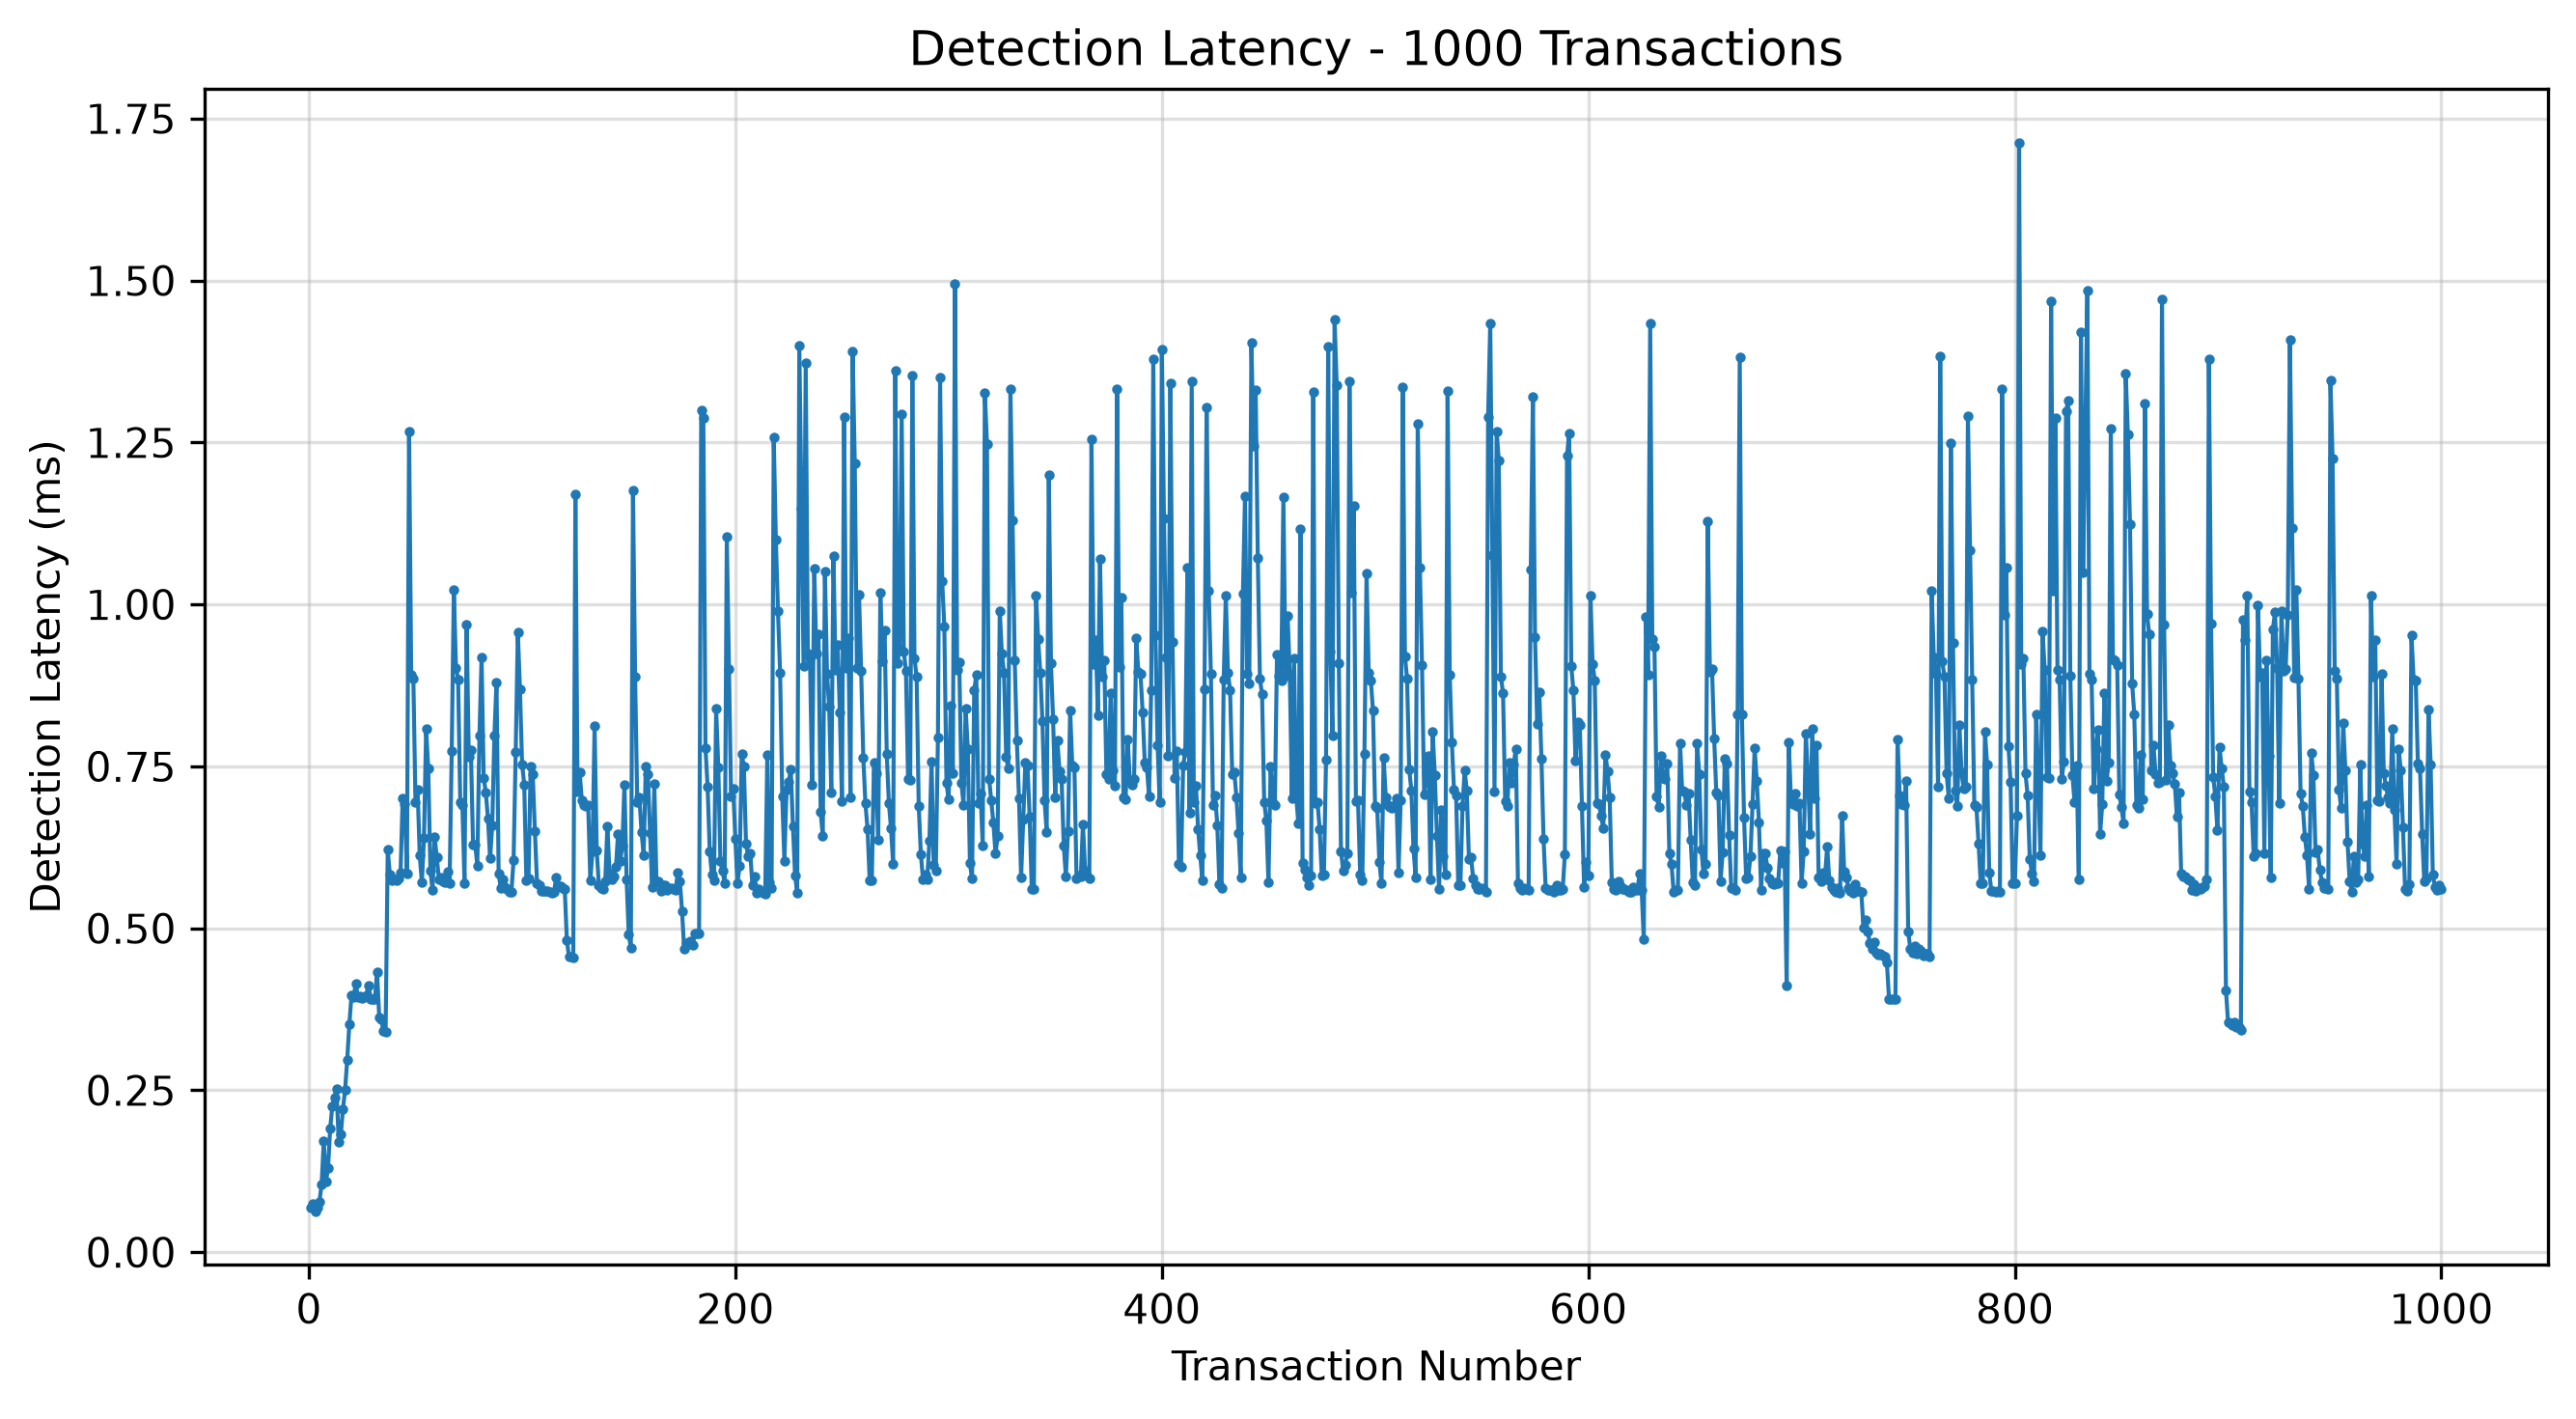 Detection Latency - 1000 Transactions
1.75
1.50
1.25
1.00
0.75
0.50
0.25
0.00
Detection Latency (ms)
0 200 400 600 800 1000
Transaction Number